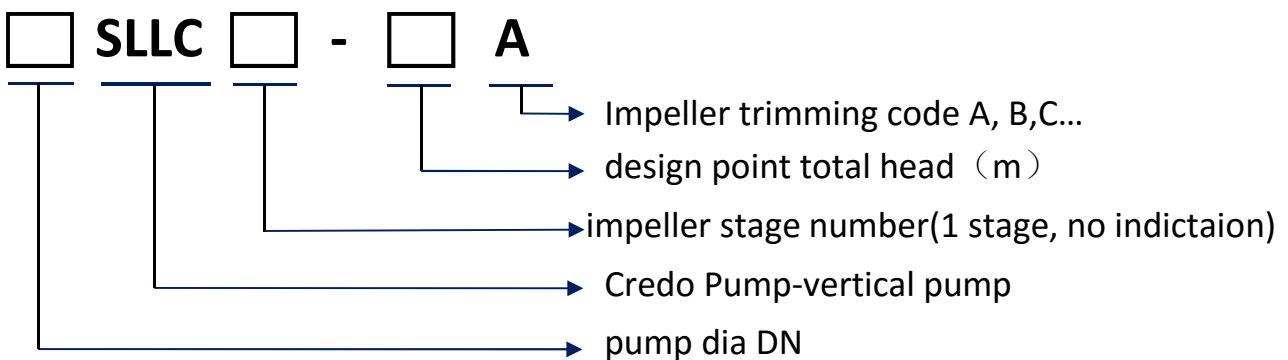 □ SLLC □ - □ A
Impeller trimming code A, B,C…
design point total head（m）
impeller stage number(1 stage, no indictaion)
Credo Pump-vertical pump
pump dia DN